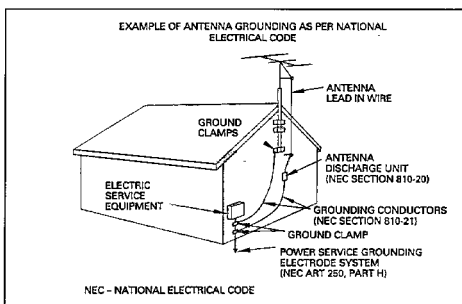 EXAMPLE OF ANTENNA GROUNDING AS PER NATIONAL
ELECTRICAL CODE
ANTENNA
LEAD IN WIRE
GROUND
CLAMPS
ANTENNA
DISCHARGE UNIT
(NEC SECTION 810-20)
ELECTRIC
SERVICE
EQUIPMENT
GROUNDING CONDUCTORS
(NEC SECTION 810-21)
GROUND CLAMP
POWER SERVICE GROUNDING
ELECTRODE SYSTEM
(NEC ART 250, PART H)
NEC – NATIONAL ELECTRICAL CODE